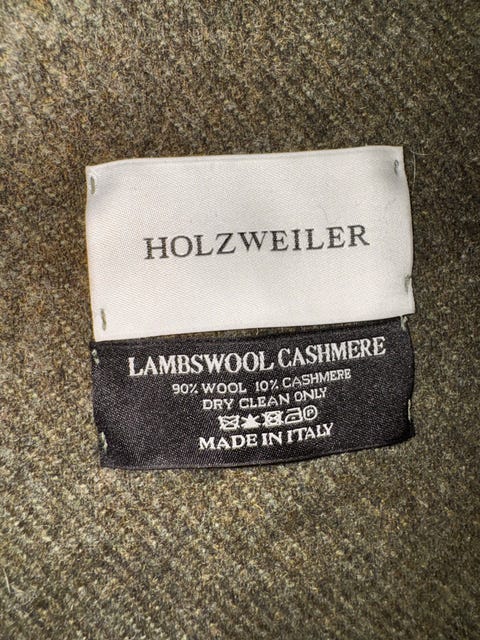 HOLZWEILER
LAMBSWOOL CASHMERE
90% WOOL 10% CASHMERE
DRY CLEAN ONLY
MADE IN ITALY